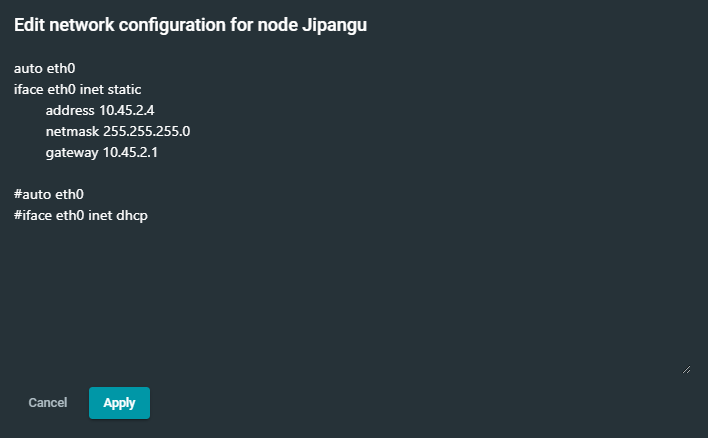 Edit network configuration for node Jipangu
auto eth0
iface eth0 inet static
address 10.45.2.4
netmask 255.255.255.0
gateway 10.45.2.1
#auto eth0
#iface eth0 inet dhcp
Cancel
Apply